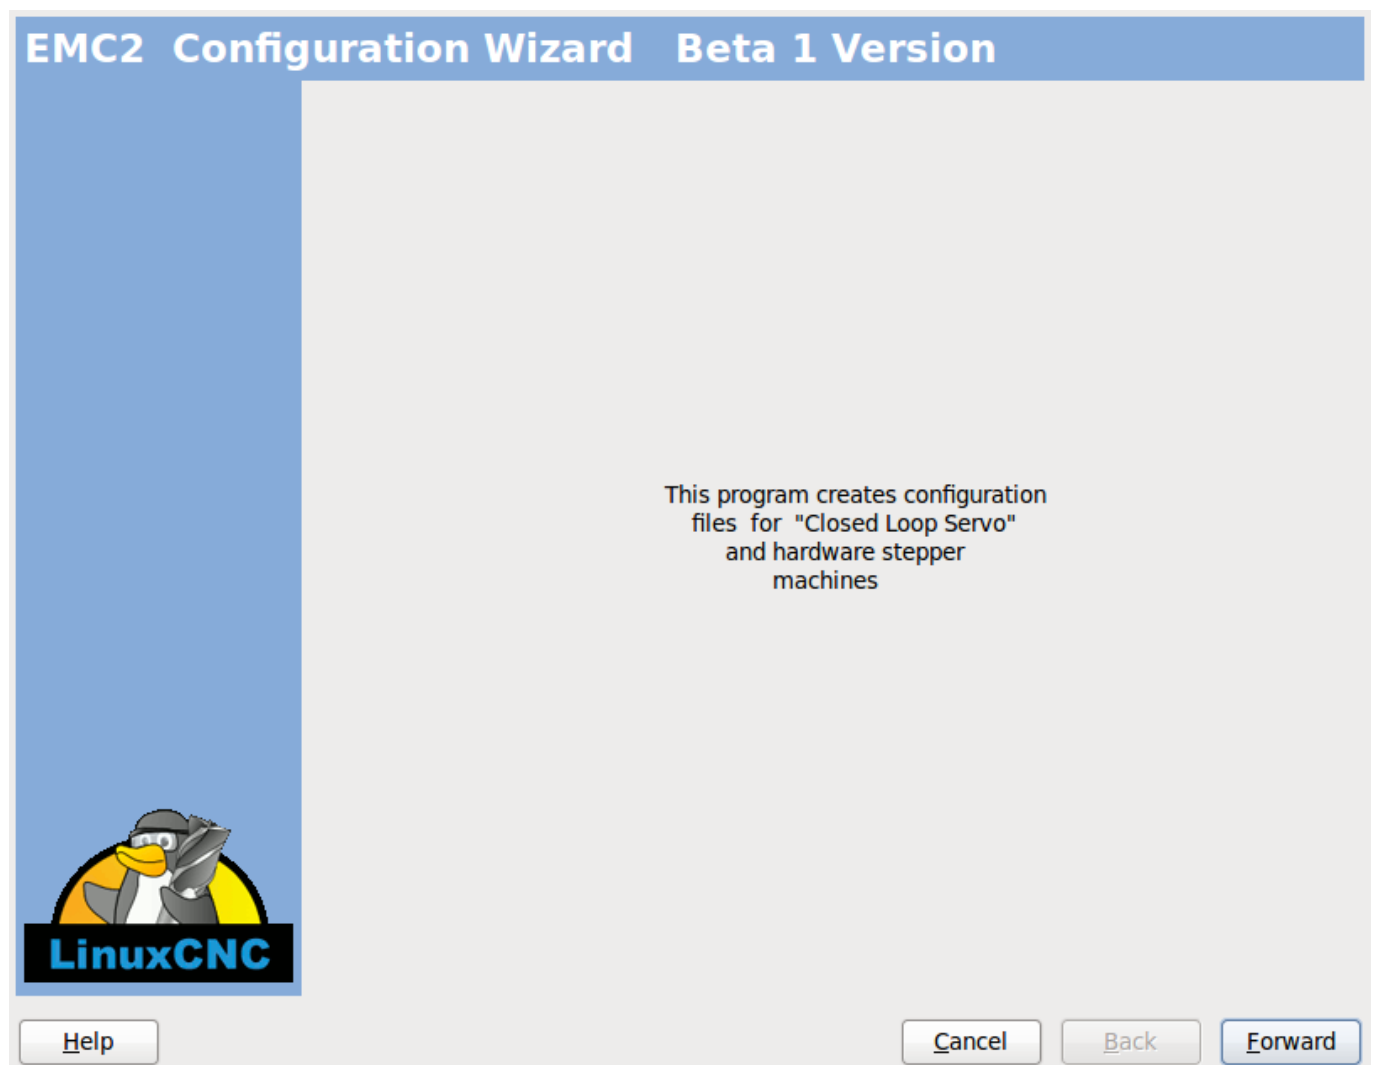 EMC2  Configuration Wizard   Beta 1 Version
This program creates configuration
files  for  "Closed Loop Servo"
and hardware stepper
machines
LinuxCNC
Help
Cancel
Back
Forward